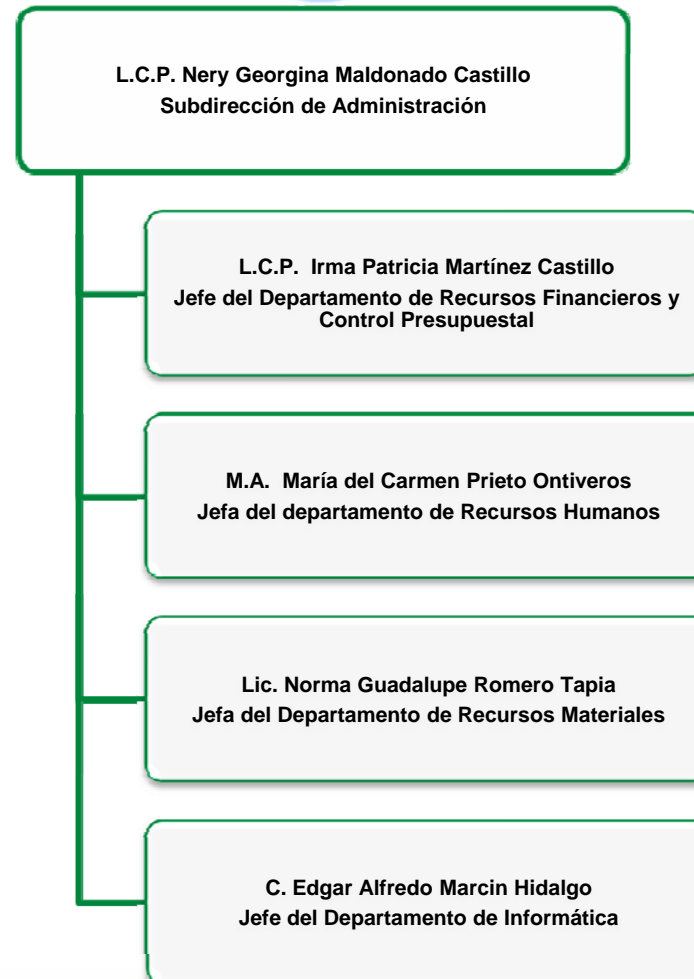 L.C.P. Nery Georgina Maldonado Castillo
Subdirección de Administración
L.C.P. Irma Patricia Martínez Castillo
Jefe del Departamento de Recursos Financieros y
Control Presupuestal
M.A. María del Carmen Prieto Ontiveros
Jefa del departamento de Recursos Humanos
Lic. Norma Guadalupe Romero Tapia
Jefa del Departamento de Recursos Materiales
C. Edgar Alfredo Marcin Hidalgo
Jefe del Departamento de Informática